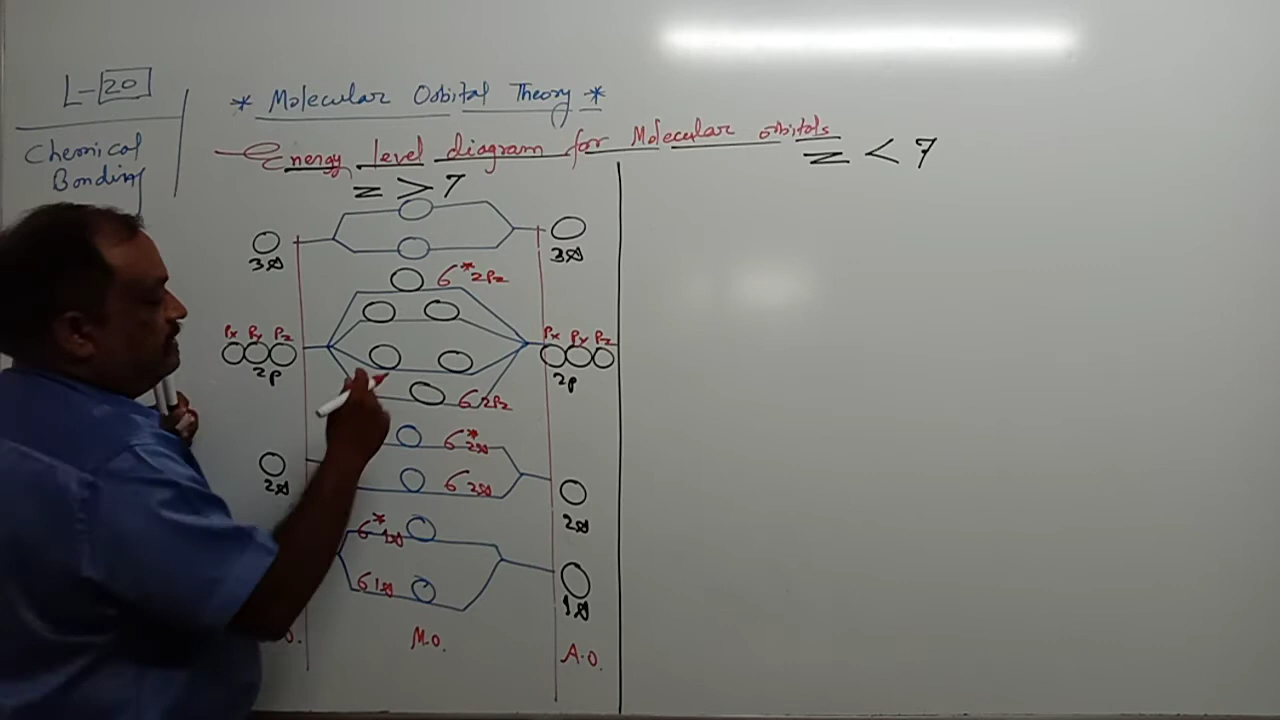 L-20
Chemical
Bonding
* Molecular Orbital Theory *
Energy level diagram for Molecular orbitals
Z > 7
Z < 7
3s
3s
σ*2Pz
Px Py Pz
Px Py Pz
2p
2p
σ2Pz
σ*2s
2s
σ2s
2s
σ*1s
σ1s
1s
M.O.
A.O.